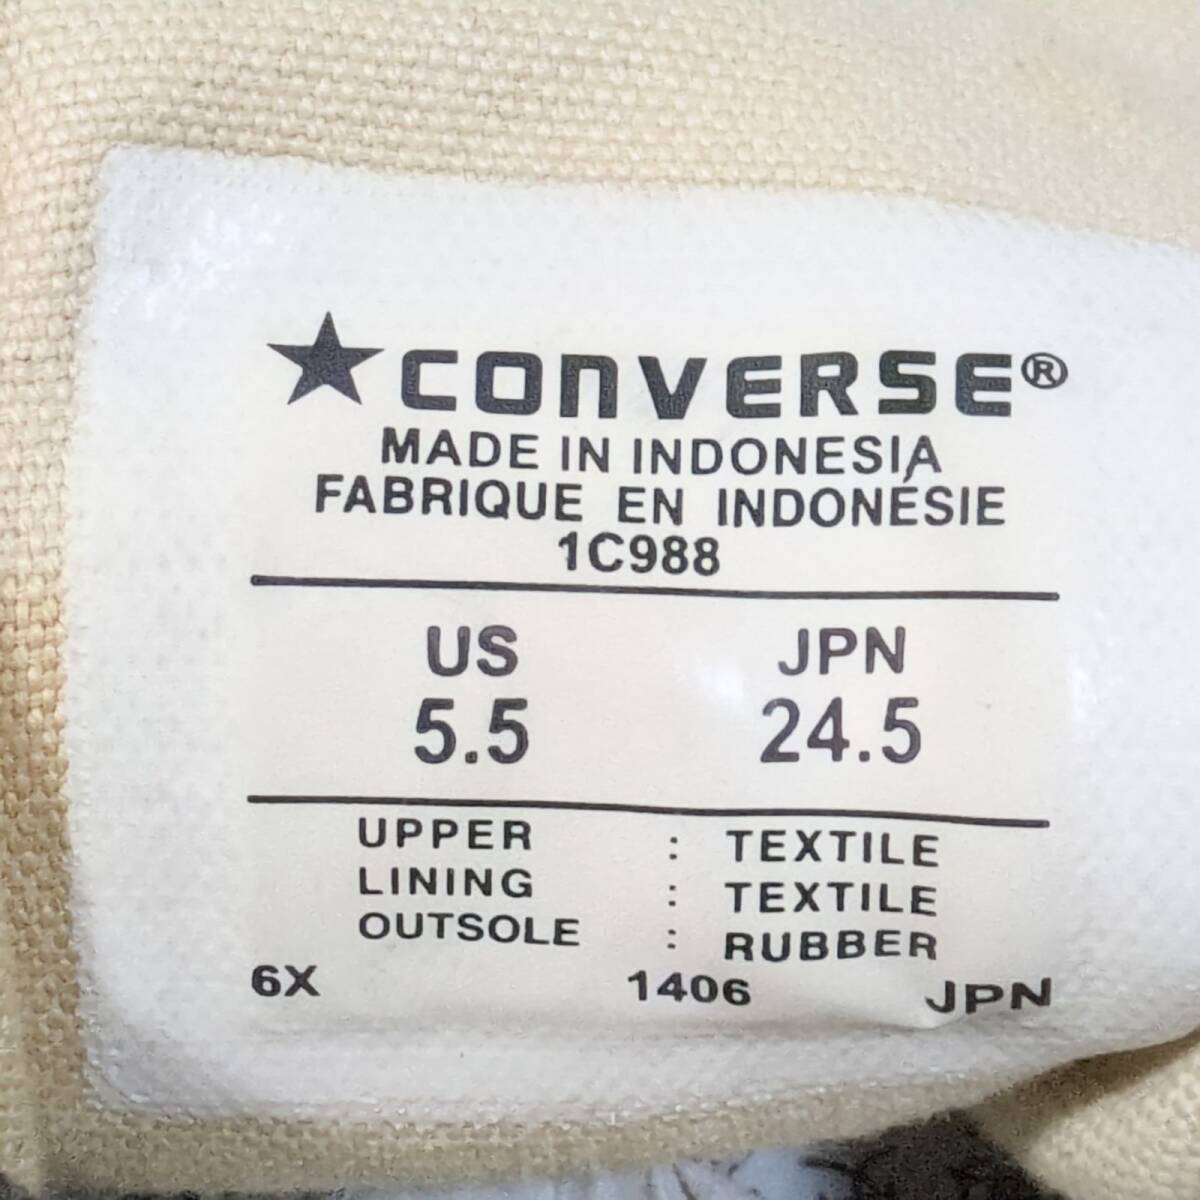 ★CONVERSE®
MADE IN INDONESIA
FABRIQUE EN INDONÉSIE
1C988
US JPN
5.5 24.5
UPPER : TEXTILE
LINING : TEXTILE
OUTSOLE : RUBBER
6X 1406 JPN